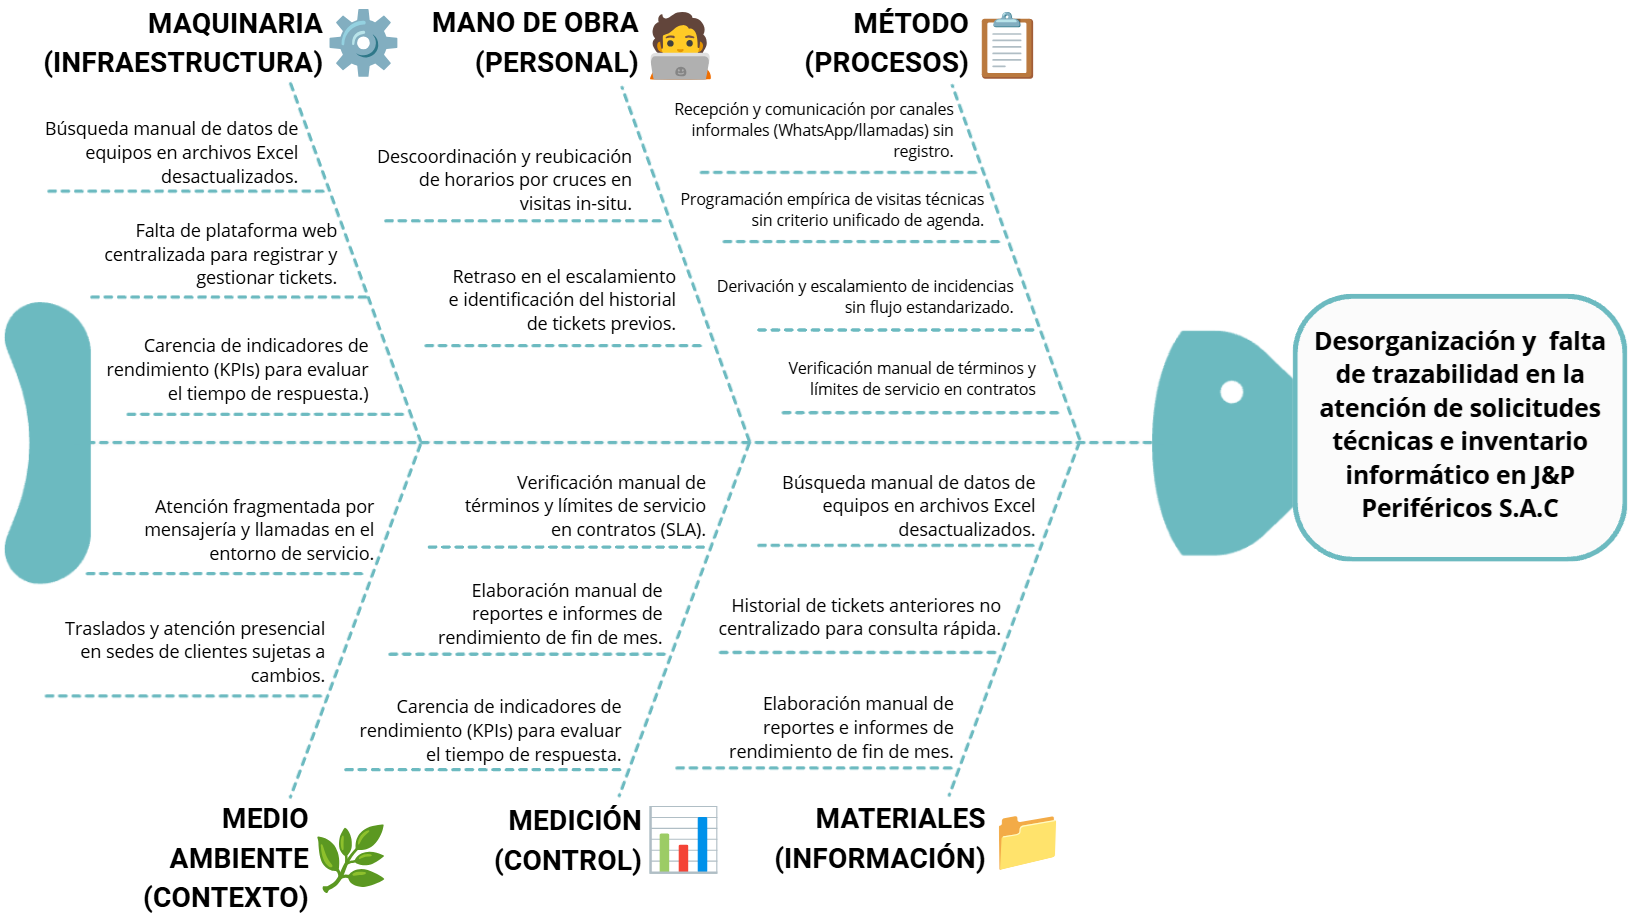 MAQUINARIA
(INFRAESTRUCTURA)
Búsqueda manual de datos de
equipos en archivos Excel
desactualizados.
Falta de plataforma web
centralizada para registrar y
gestionar tickets.
Carencia de indicadores de
rendimiento (KPIs) para evaluar
el tiempo de respuesta.)
MANO DE OBRA
(PERSONAL)
Descoordinación y reubicación
de horarios por cruces en
visitas in-situ.
Retraso en el escalamiento
e identificación del historial
de tickets previos.
MÉTODO
(PROCESOS)
Recepción y comunicación por canales
informales (WhatsApp/llamadas) sin
registro.
Programación empírica de visitas técnicas
sin criterio unificado de agenda.
Derivación y escalamiento de incidencias
sin flujo estandarizado.
Verificación manual de términos y
límites de servicio en contratos
Desorganización y  falta
de trazabilidad en la
atención de solicitudes
técnicas e inventario
informático en J&P
Periféricos S.A.C
Atención fragmentada por
mensajería y llamadas en el
entorno de servicio.
Traslados y atención presencial
en sedes de clientes sujetas a
cambios.
MEDIO
AMBIENTE
(CONTEXTO)
Verificación manual de
términos y límites de servicio
en contratos (SLA).
Elaboración manual de
reportes e informes de
rendimiento de fin de mes.
Carencia de indicadores de
rendimiento (KPIs) para evaluar
el tiempo de respuesta.
MEDICIÓN
(CONTROL)
Búsqueda manual de datos de
equipos en archivos Excel
desactualizados.
Historial de tickets anteriores no
centralizado para consulta rápida.
Elaboración manual de
reportes e informes de
rendimiento de fin de mes.
MATERIALES
(INFORMACIÓN)